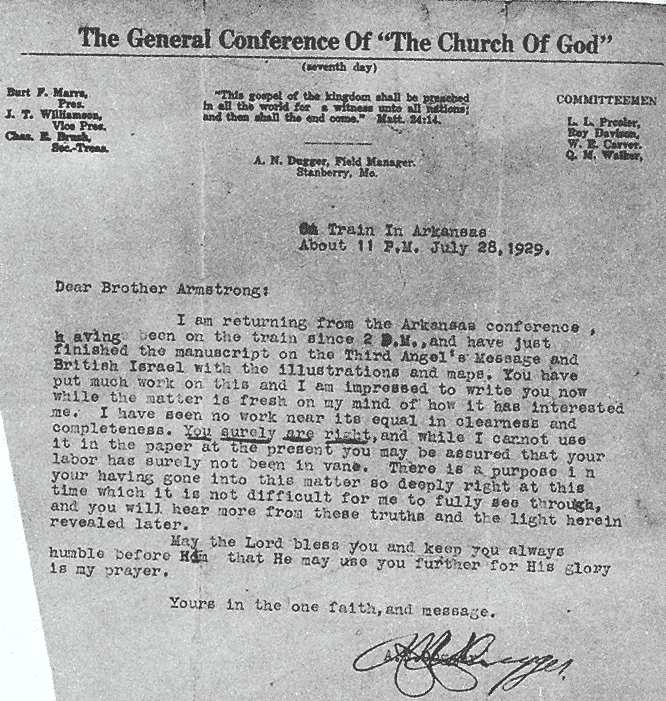 The General Conference Of "The Church Of God"
(seventh day)
Burt F. Marrs,
Pres.
J. T. Williamson,
Vice Pres.
Chas. E. Brush,
Sec.-Treas.
"This gospel of the kingdom shall be preached
in all the world for a witness unto all nations;
and then shall the end come." Matt. 24:14.
A. N. Dugger, Field Manager.
Stanberry, Mo.
COMMITTEEMEN
L. L. Presler,
Roy Davison,
W. E. Carver,
Q. M. Walker,
Train In Arkansas
About 11 P.M. July 28,1929.
Dear Brother Armstrong:
I am returning from the Arkansas conference ,
h aving been on the train since 2 P.M.,and have just
finished the manuscript on the Third Angel's Message and
British Israel with the illustrations and maps. You have
put much work on this and I am impressed to write you now
while the matter is fresh on my mind of how it has interested
me. I have seen no work near its equal in clearness and
completeness. You surely are right,and while I cannot use
it in the paper at the present you may be assured that your
labor has surely not been in vane. There is a purpose i n
your having gone into this matter so deeply right at this
time which it is not difficult for me to fully see through,
and you will hear more from these truths and the light herein
revealed later.
May the Lord bless you and keep you always
humble before Him that He may use you further for His glory
is my prayer.
Yours in the one faith,and message.